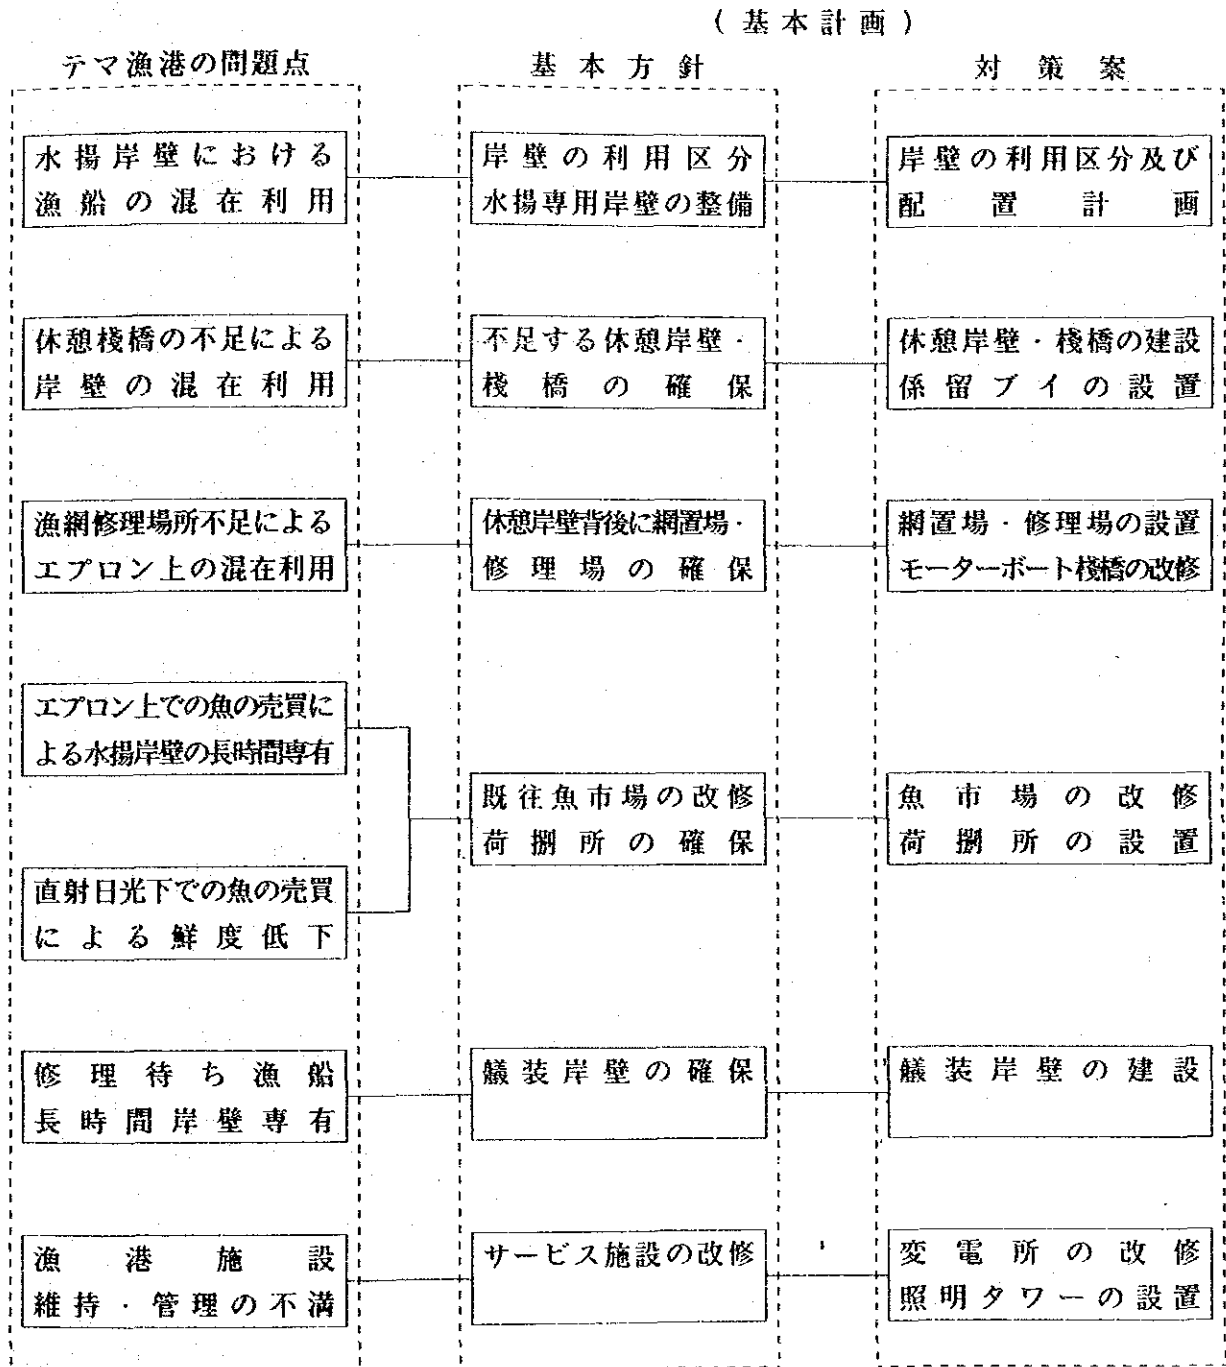 (基本計画)
テマ漁港の問題点
基本方針
対策案
水揚岸壁における
漁船の混在利用
岸壁の利用区分
水揚専用岸壁の整備
岸壁の利用区分及び
配置計画
休憩棧橋の不足による
岸壁の混在利用
不足する休憩岸壁・
棧橋の確保
休憩岸壁・棧橋の建設
係留ブイの設置
漁網修理場所不足による
エプロン上の混在利用
休憩岸壁背後に網置場・
修理場の確保
網置場・修理場の設置
モーターボート棧橋の改修
エプロン上での魚の売買に
よる水揚岸壁の長時間専有
直射日光下での魚の売買
による鮮度低下
既往魚市場の改修
荷捌所の確保
魚市場の改修
荷捌所の設置
修理待ち漁船
長時間岸壁専有
艤装岸壁の確保
艤装岸壁の建設
漁港施設
維持・管理の不満
サービス施設の改修
変電所の改修
照明タワーの設置